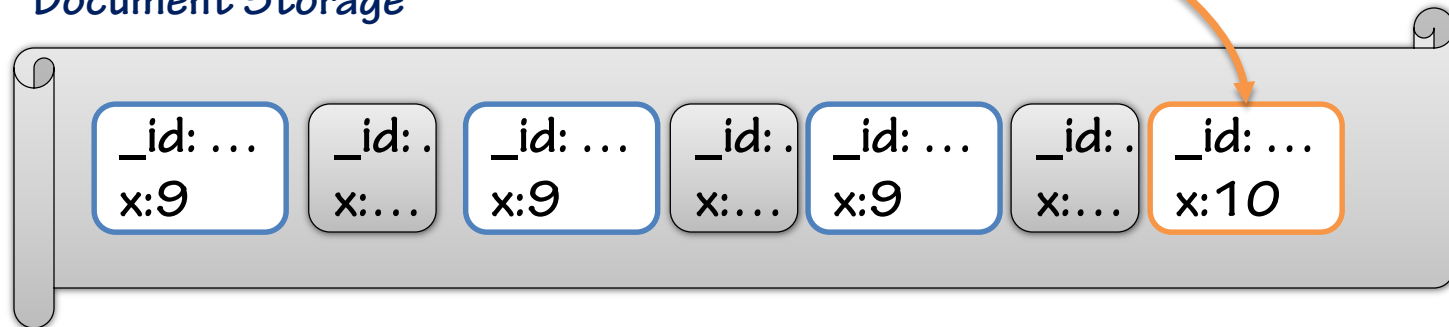 Document Storage
_id: ...
x:9
_id: .
x:...
_id: ...
x:9
_id: .
x:...
_id: ...
x:9
_id: .
x:...
_id: ...
x:10